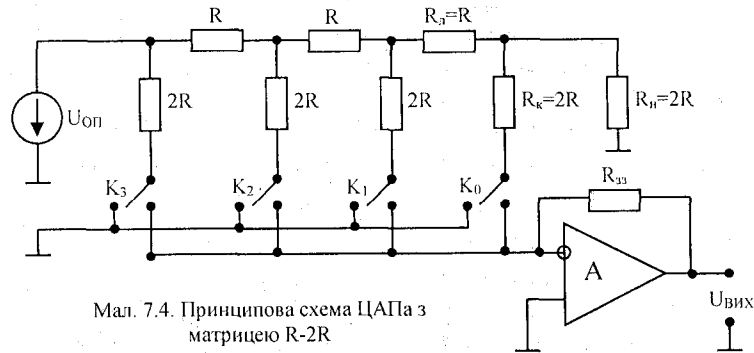 R
R
Rл=R
Uоп
2R
2R
2R
Rк=2R
Rн=2R
K3
K2
K1
K0
Rзз
A
Uвих
Мал. 7.4. Принципова схема ЦАПа з
матрицею R-2R